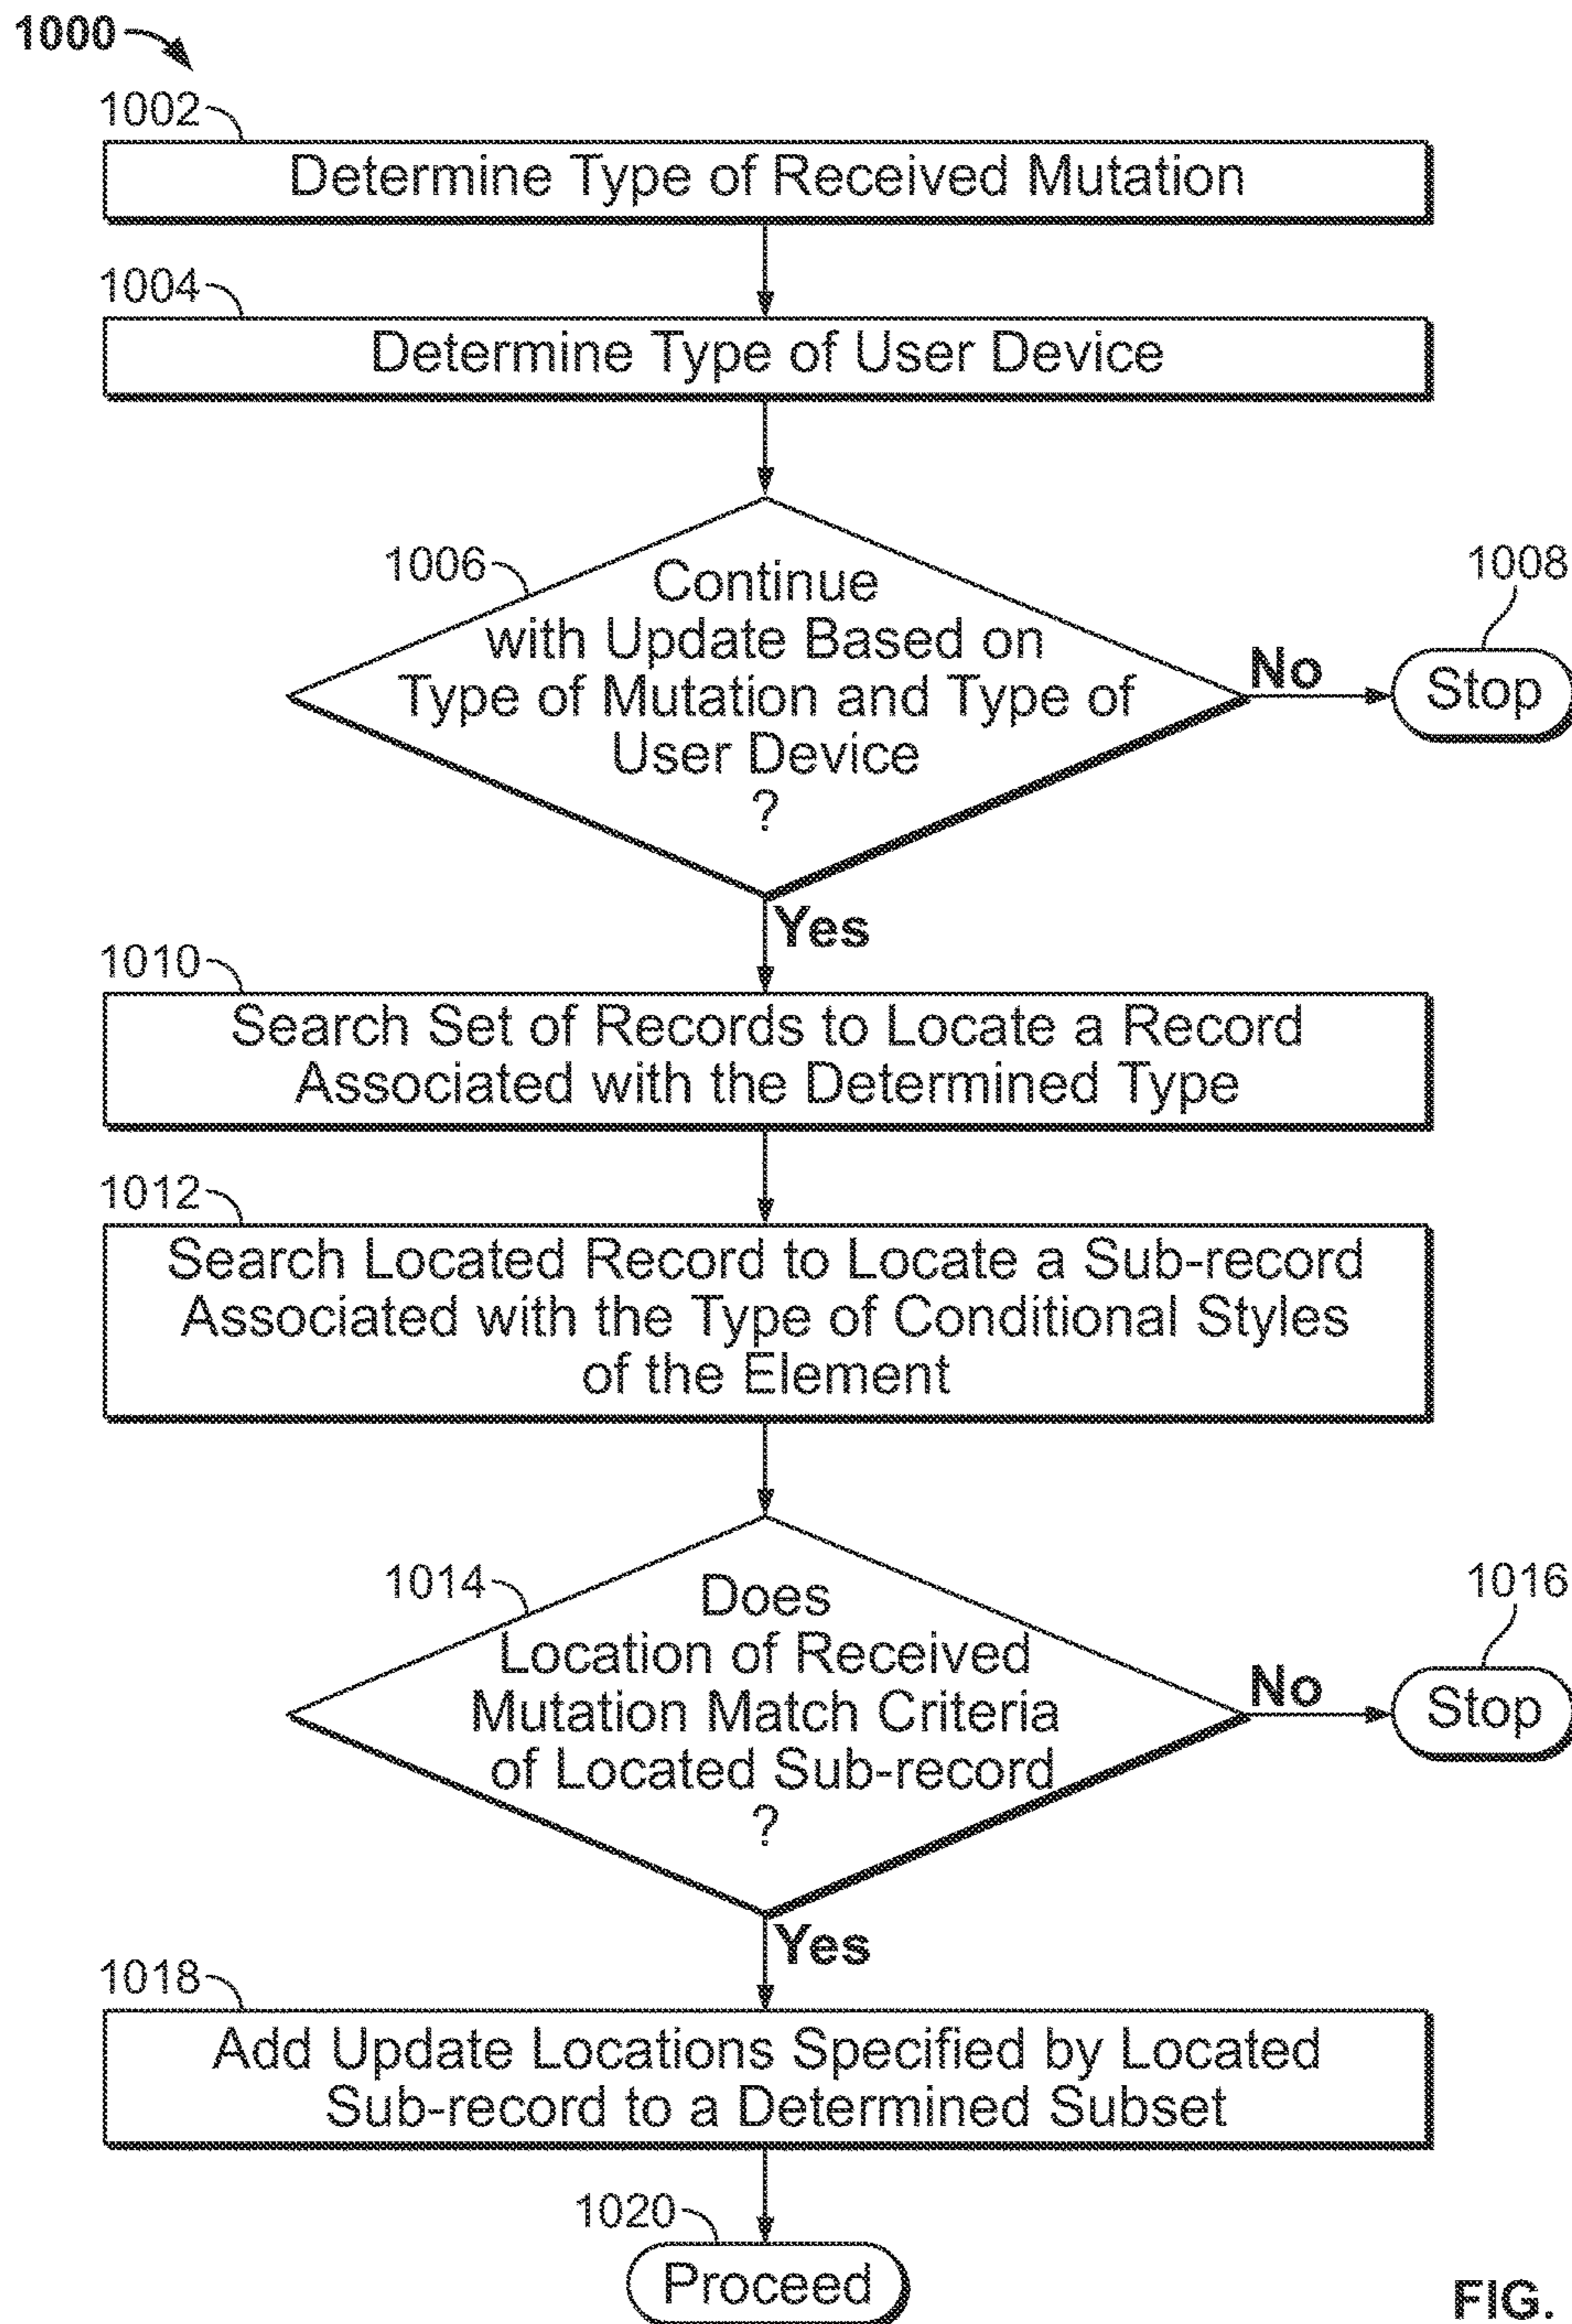 1000
1002
Determine Type of Received Mutation
1004
Determine Type of User Device
1006
Continue
with Update Based on
Type of Mutation and Type of
User Device
?
No
1008
Stop
Yes
1010
Search Set of Records to Locate a Record
Associated with the Determined Type
1012
Search Located Record to Locate a Sub-record
Associated with the Type of Conditional Styles
of the Element
1014
Does
Location of Received
Mutation Match Criteria
of Located Sub-record
?
No
1016
Stop
Yes
1018
Add Update Locations Specified by Located
Sub-record to a Determined Subset
1020
Proceed
FIG.